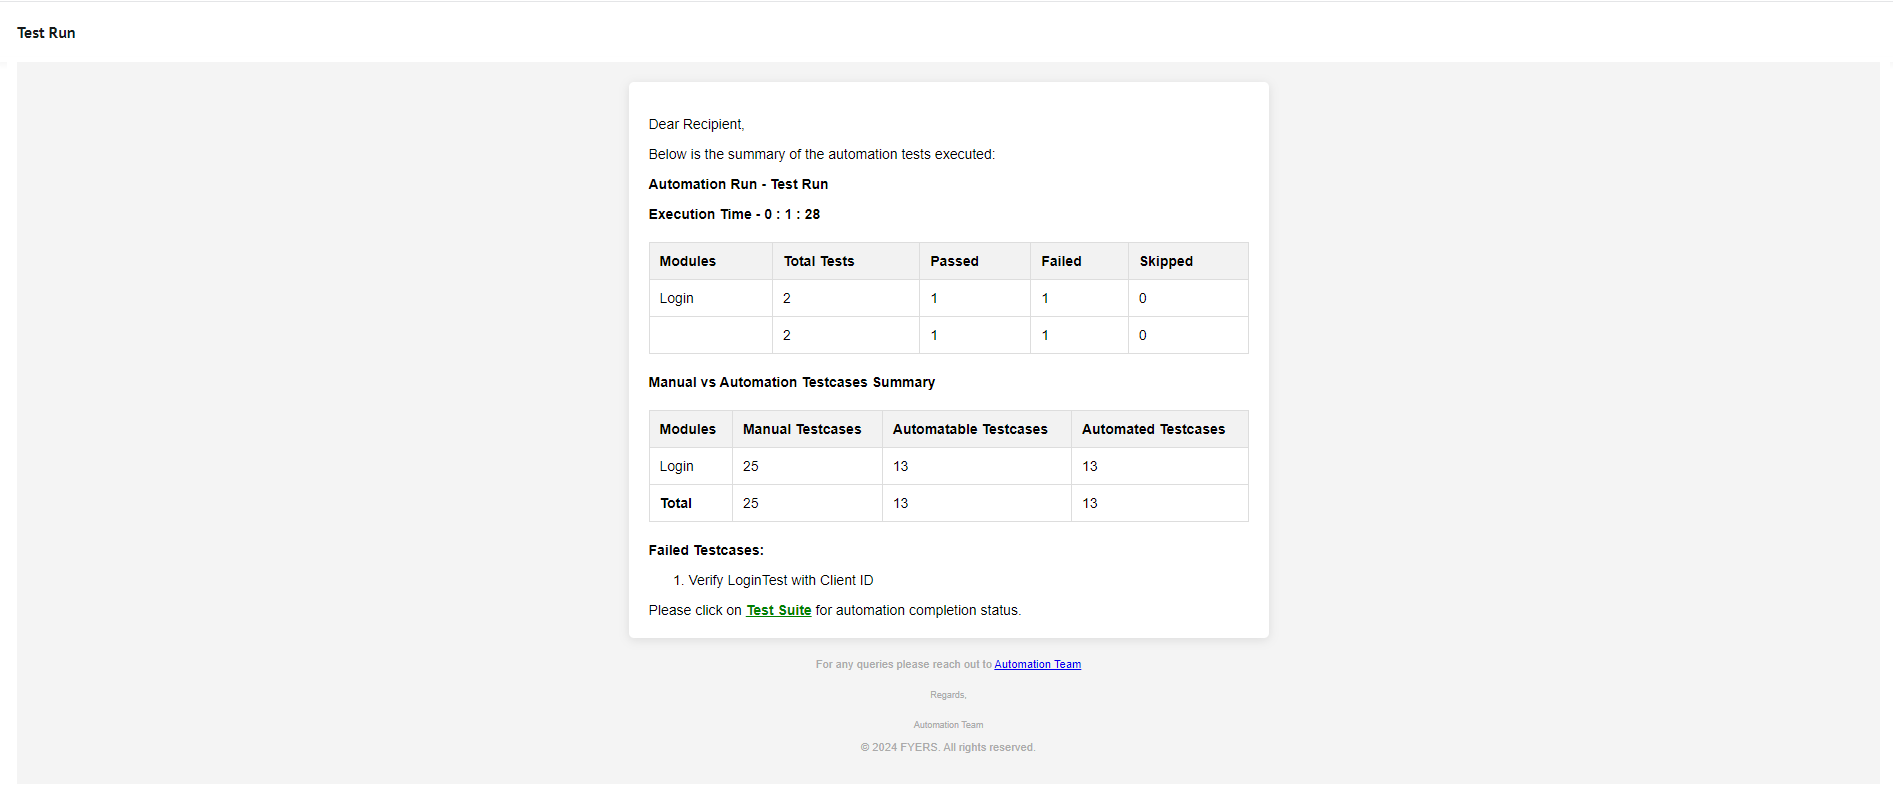 Test Run
Dear Recipient,
Below is the summary of the automation tests executed:
Automation Run - Test Run
Execution Time - 0 : 1 : 28
Modules Total Tests Passed Failed Skipped
Login 2 1 1 0
2 1 1 0
Manual vs Automation Testcases Summary
Modules Manual Testcases Automatable Testcases Automated Testcases
Login 25 13 13
Total 25 13 13
Failed Testcases:
1. Verify LoginTest with Client ID
Please click on Test Suite for automation completion status.
For any queries please reach out to Automation Team
Regards,
Automation Team
© 2024 FYERS. All rights reserved.